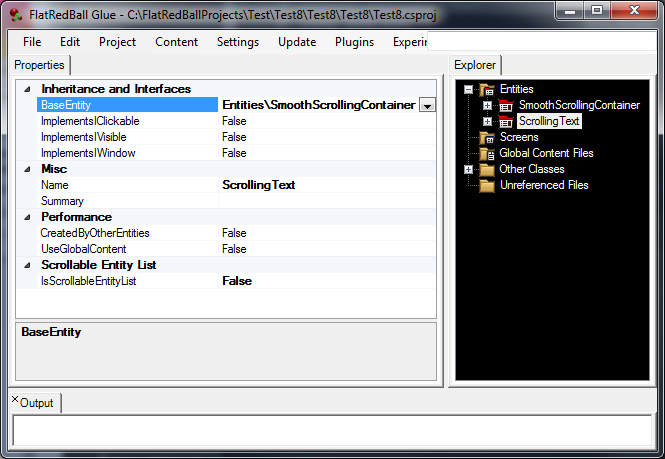 FlatRedBall Glue - C:\FlatRedBallProjects\Test\Test8\Test8\Test8\Test8.csproj
File Edit Project Content Settings Update Plugins Experin
Properties
Inheritance and Interfaces
BaseEntity Entities\SmoothScrollingContainer
ImplementsIClickable False
ImplementsIVisible False
ImplementsIWindow False
Misc
Name ScrollingText
Summary
Performance
CreatedByOtherEntities False
UseGlobalContent False
Scrollable Entity List
IsScrollableEntityList False
BaseEntity
Explorer
Entities
SmoothScrollingContainer
ScrollingText
Screens
Global Content Files
Other Classes
Unreferenced Files
Output